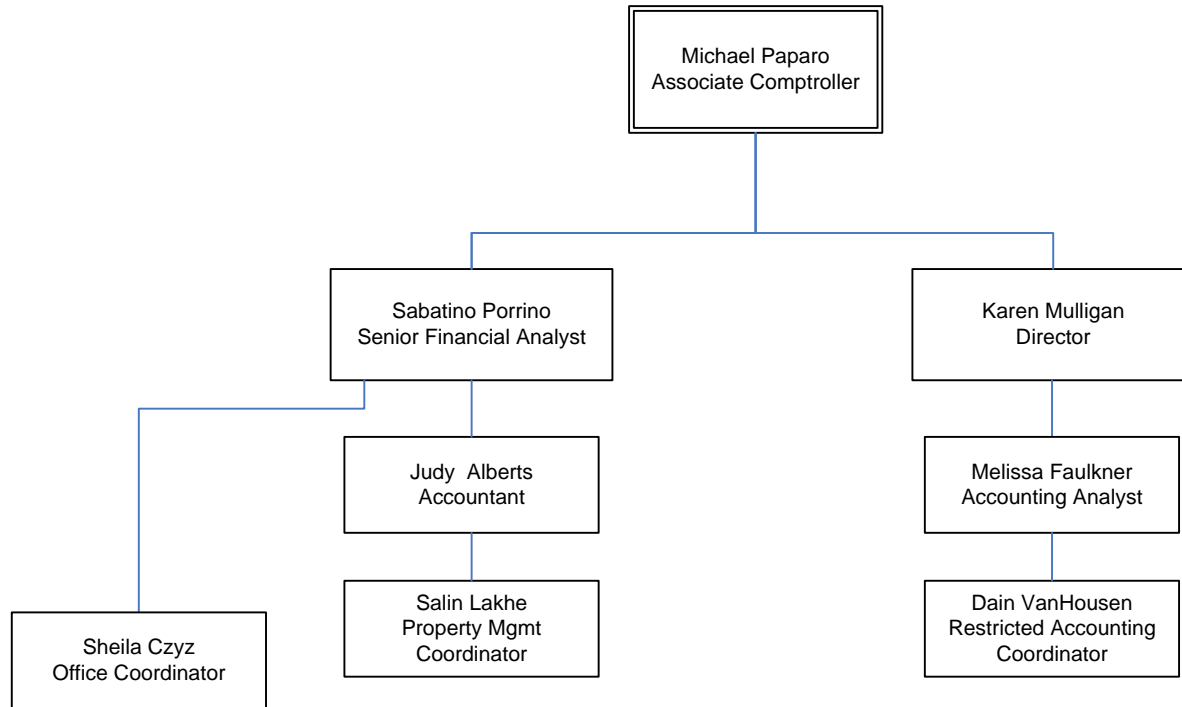 Michael Paparo
Associate Comptroller
Sabatino Porrino
Senior Financial Analyst
Karen Mulligan
Director
Judy  Alberts
Accountant
Melissa Faulkner
Accounting Analyst
Salin Lakhe
Property Mgmt
Coordinator
Dain VanHousen
Restricted Accounting
Coordinator
Sheila Czyz
Office Coordinator